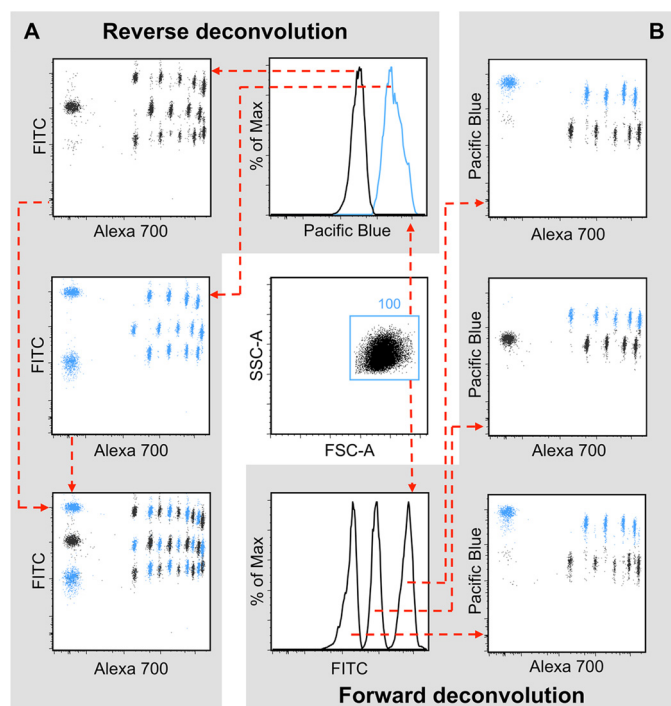 A
Reverse deconvolution
B
FITC
Alexa 700
% of Max
Pacific Blue
Pacific Blue
Alexa 700
FITC
Alexa 700
100
SSC-A
FSC-A
Pacific Blue
Alexa 700
FITC
Alexa 700
% of Max
FITC
Pacific Blue
Alexa 700
Forward deconvolution